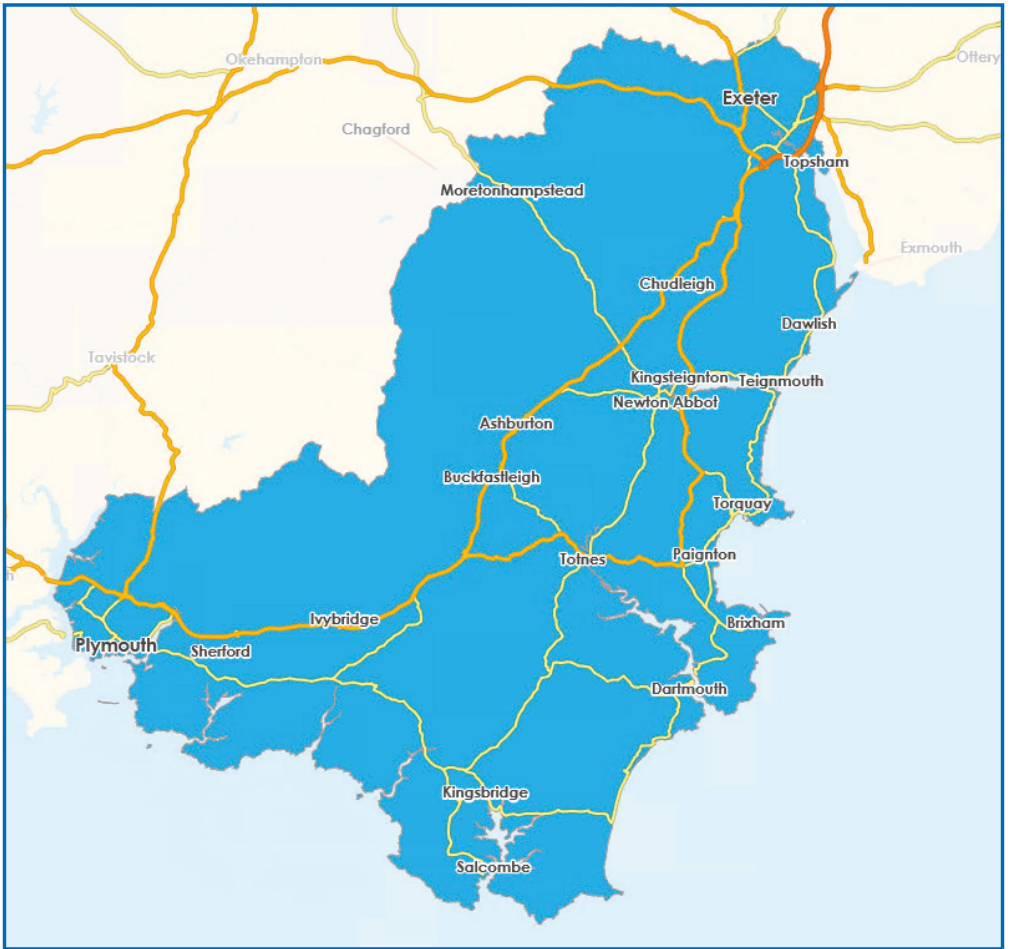 Okehampton
Ottery
Exeter
Chagford
Topsham
Moretonhampstead
Exmouth
Chudleigh
Dawlish
Tavistock
Kingsteignton
Teignmouth
Newton Abbot
Ashburton
Buckfastleigh
Torquay
Totnes
Paignton
h
Ivybridge
Brixham
Plymouth
Sherford
Dartmouth
Kingsbridge
Salcombe